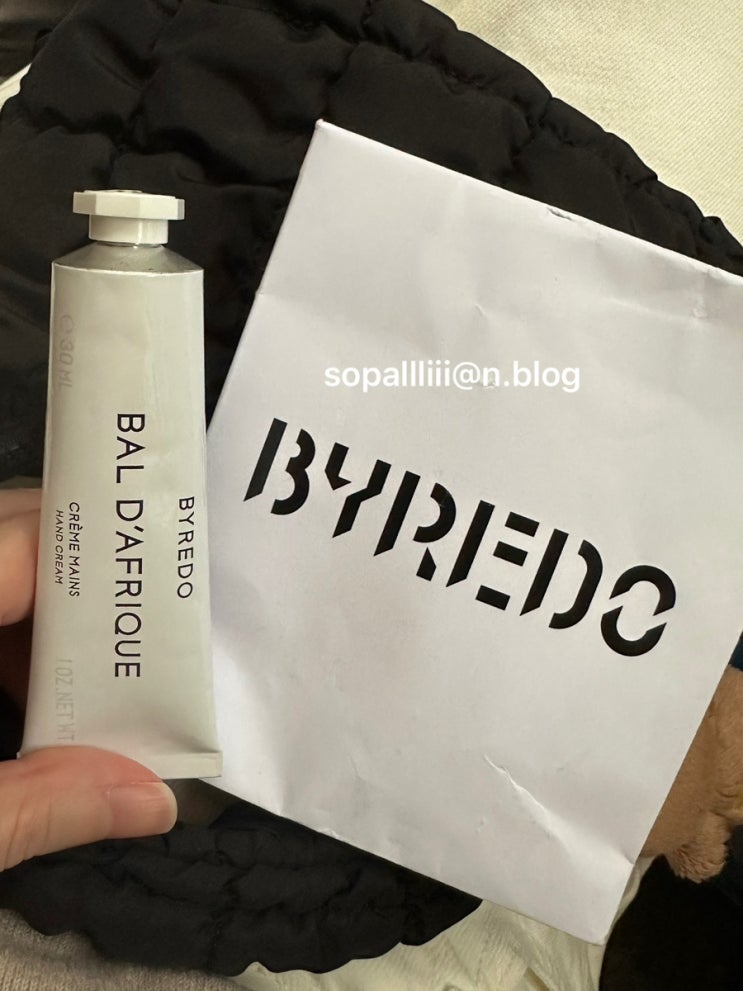 ℮ 30 ML
BYREDO
BAL D'AFRIQUE
CRÈME MAINS
HAND CREAM
1 OZ. NET WT
sopallliii@n.blog
BYREDO